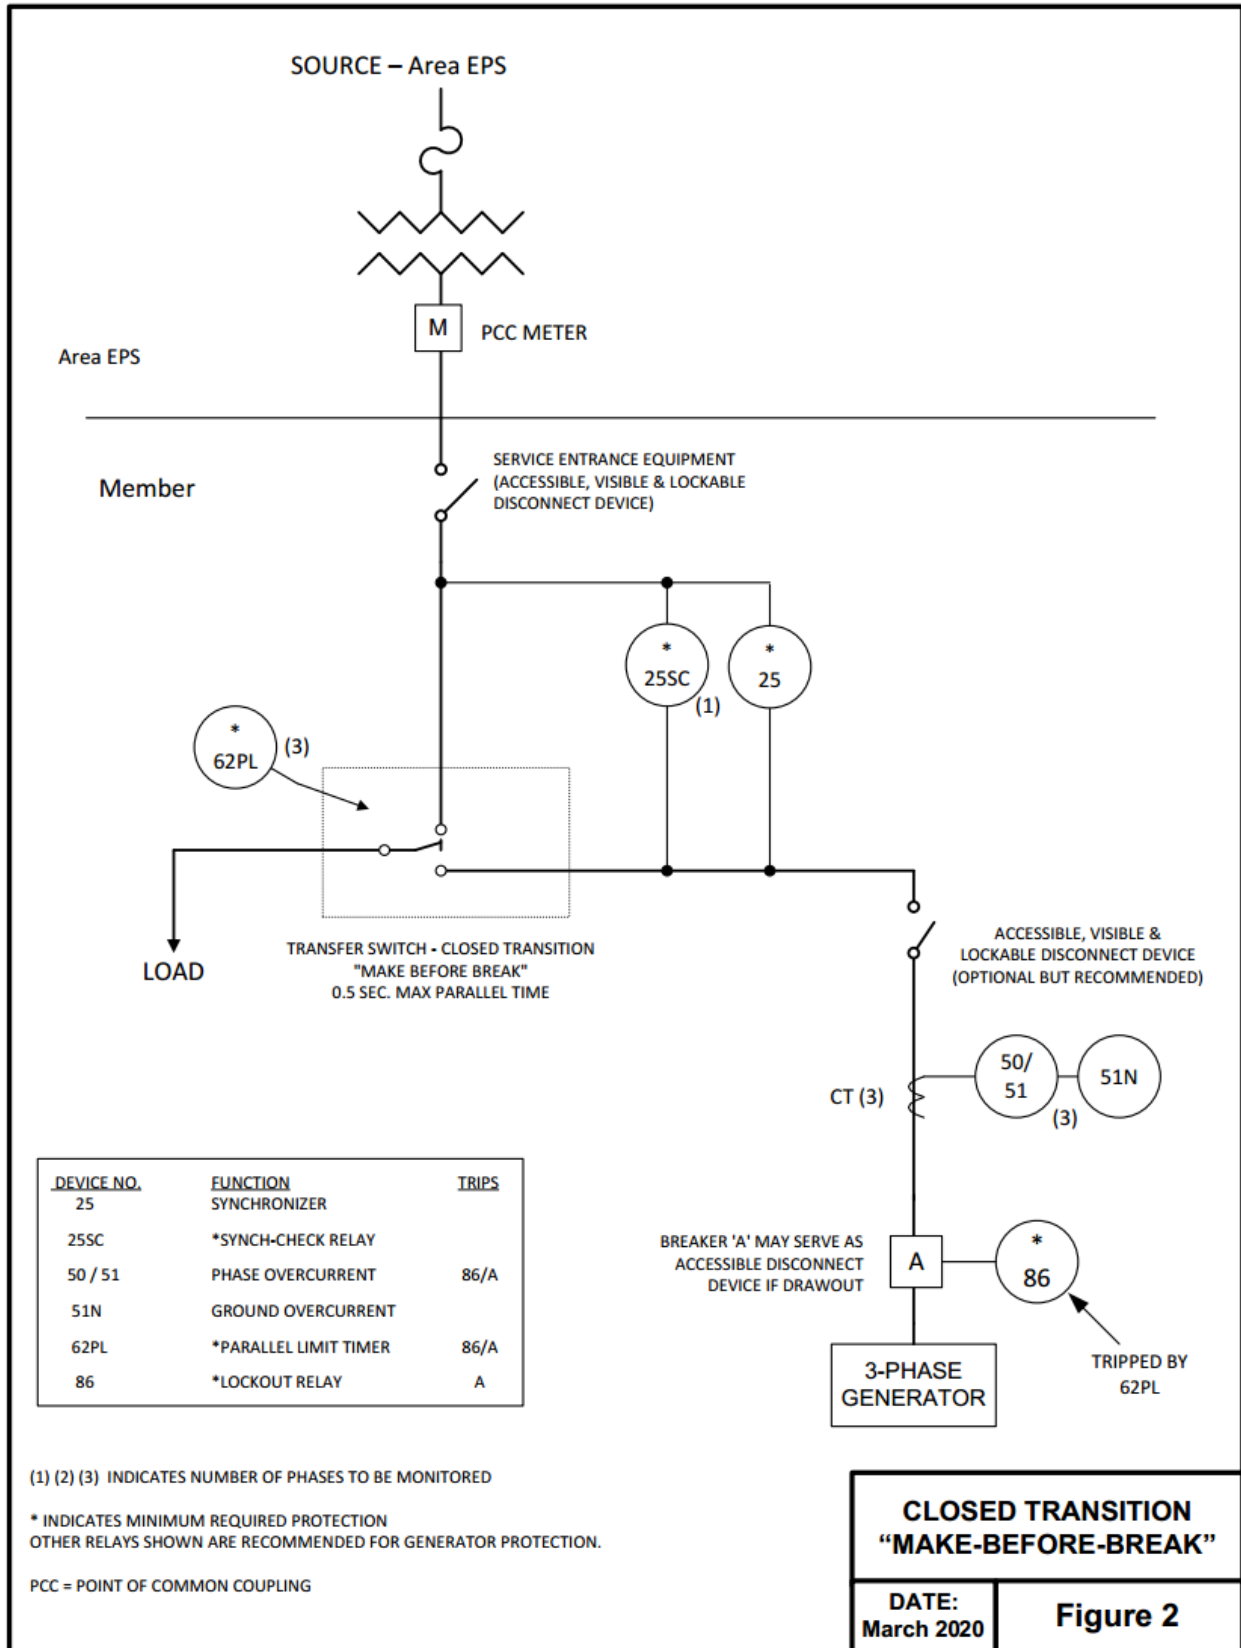 SOURCE – Area EPS
M
PCC METER
Area EPS
Member
SERVICE ENTRANCE EQUIPMENT
(ACCESSIBLE, VISIBLE & LOCKABLE
DISCONNECT DEVICE)
*
25SC
(1)
*
25
*
62PL
(3)
LOAD
TRANSFER SWITCH - CLOSED TRANSITION
"MAKE BEFORE BREAK"
0.5 SEC. MAX PARALLEL TIME
ACCESSIBLE, VISIBLE &
LOCKABLE DISCONNECT DEVICE
(OPTIONAL BUT RECOMMENDED)
CT (3)
50/
51
(3)
51N
BREAKER 'A' MAY SERVE AS
ACCESSIBLE DISCONNECT
DEVICE IF DRAWOUT
A
*
86
TRIPPED BY
62PL
3-PHASE
GENERATOR
DEVICE NO. FUNCTION TRIPS
25 SYNCHRONIZER
25SC *SYNCH-CHECK RELAY
50 / 51 PHASE OVERCURRENT 86/A
51N GROUND OVERCURRENT
62PL *PARALLEL LIMIT TIMER 86/A
86 *LOCKOUT RELAY A
(1) (2) (3) INDICATES NUMBER OF PHASES TO BE MONITORED
* INDICATES MINIMUM REQUIRED PROTECTION
OTHER RELAYS SHOWN ARE RECOMMENDED FOR GENERATOR PROTECTION.
PCC = POINT OF COMMON COUPLING
CLOSED TRANSITION
“MAKE-BEFORE-BREAK”
DATE:
March 2020
Figure 2